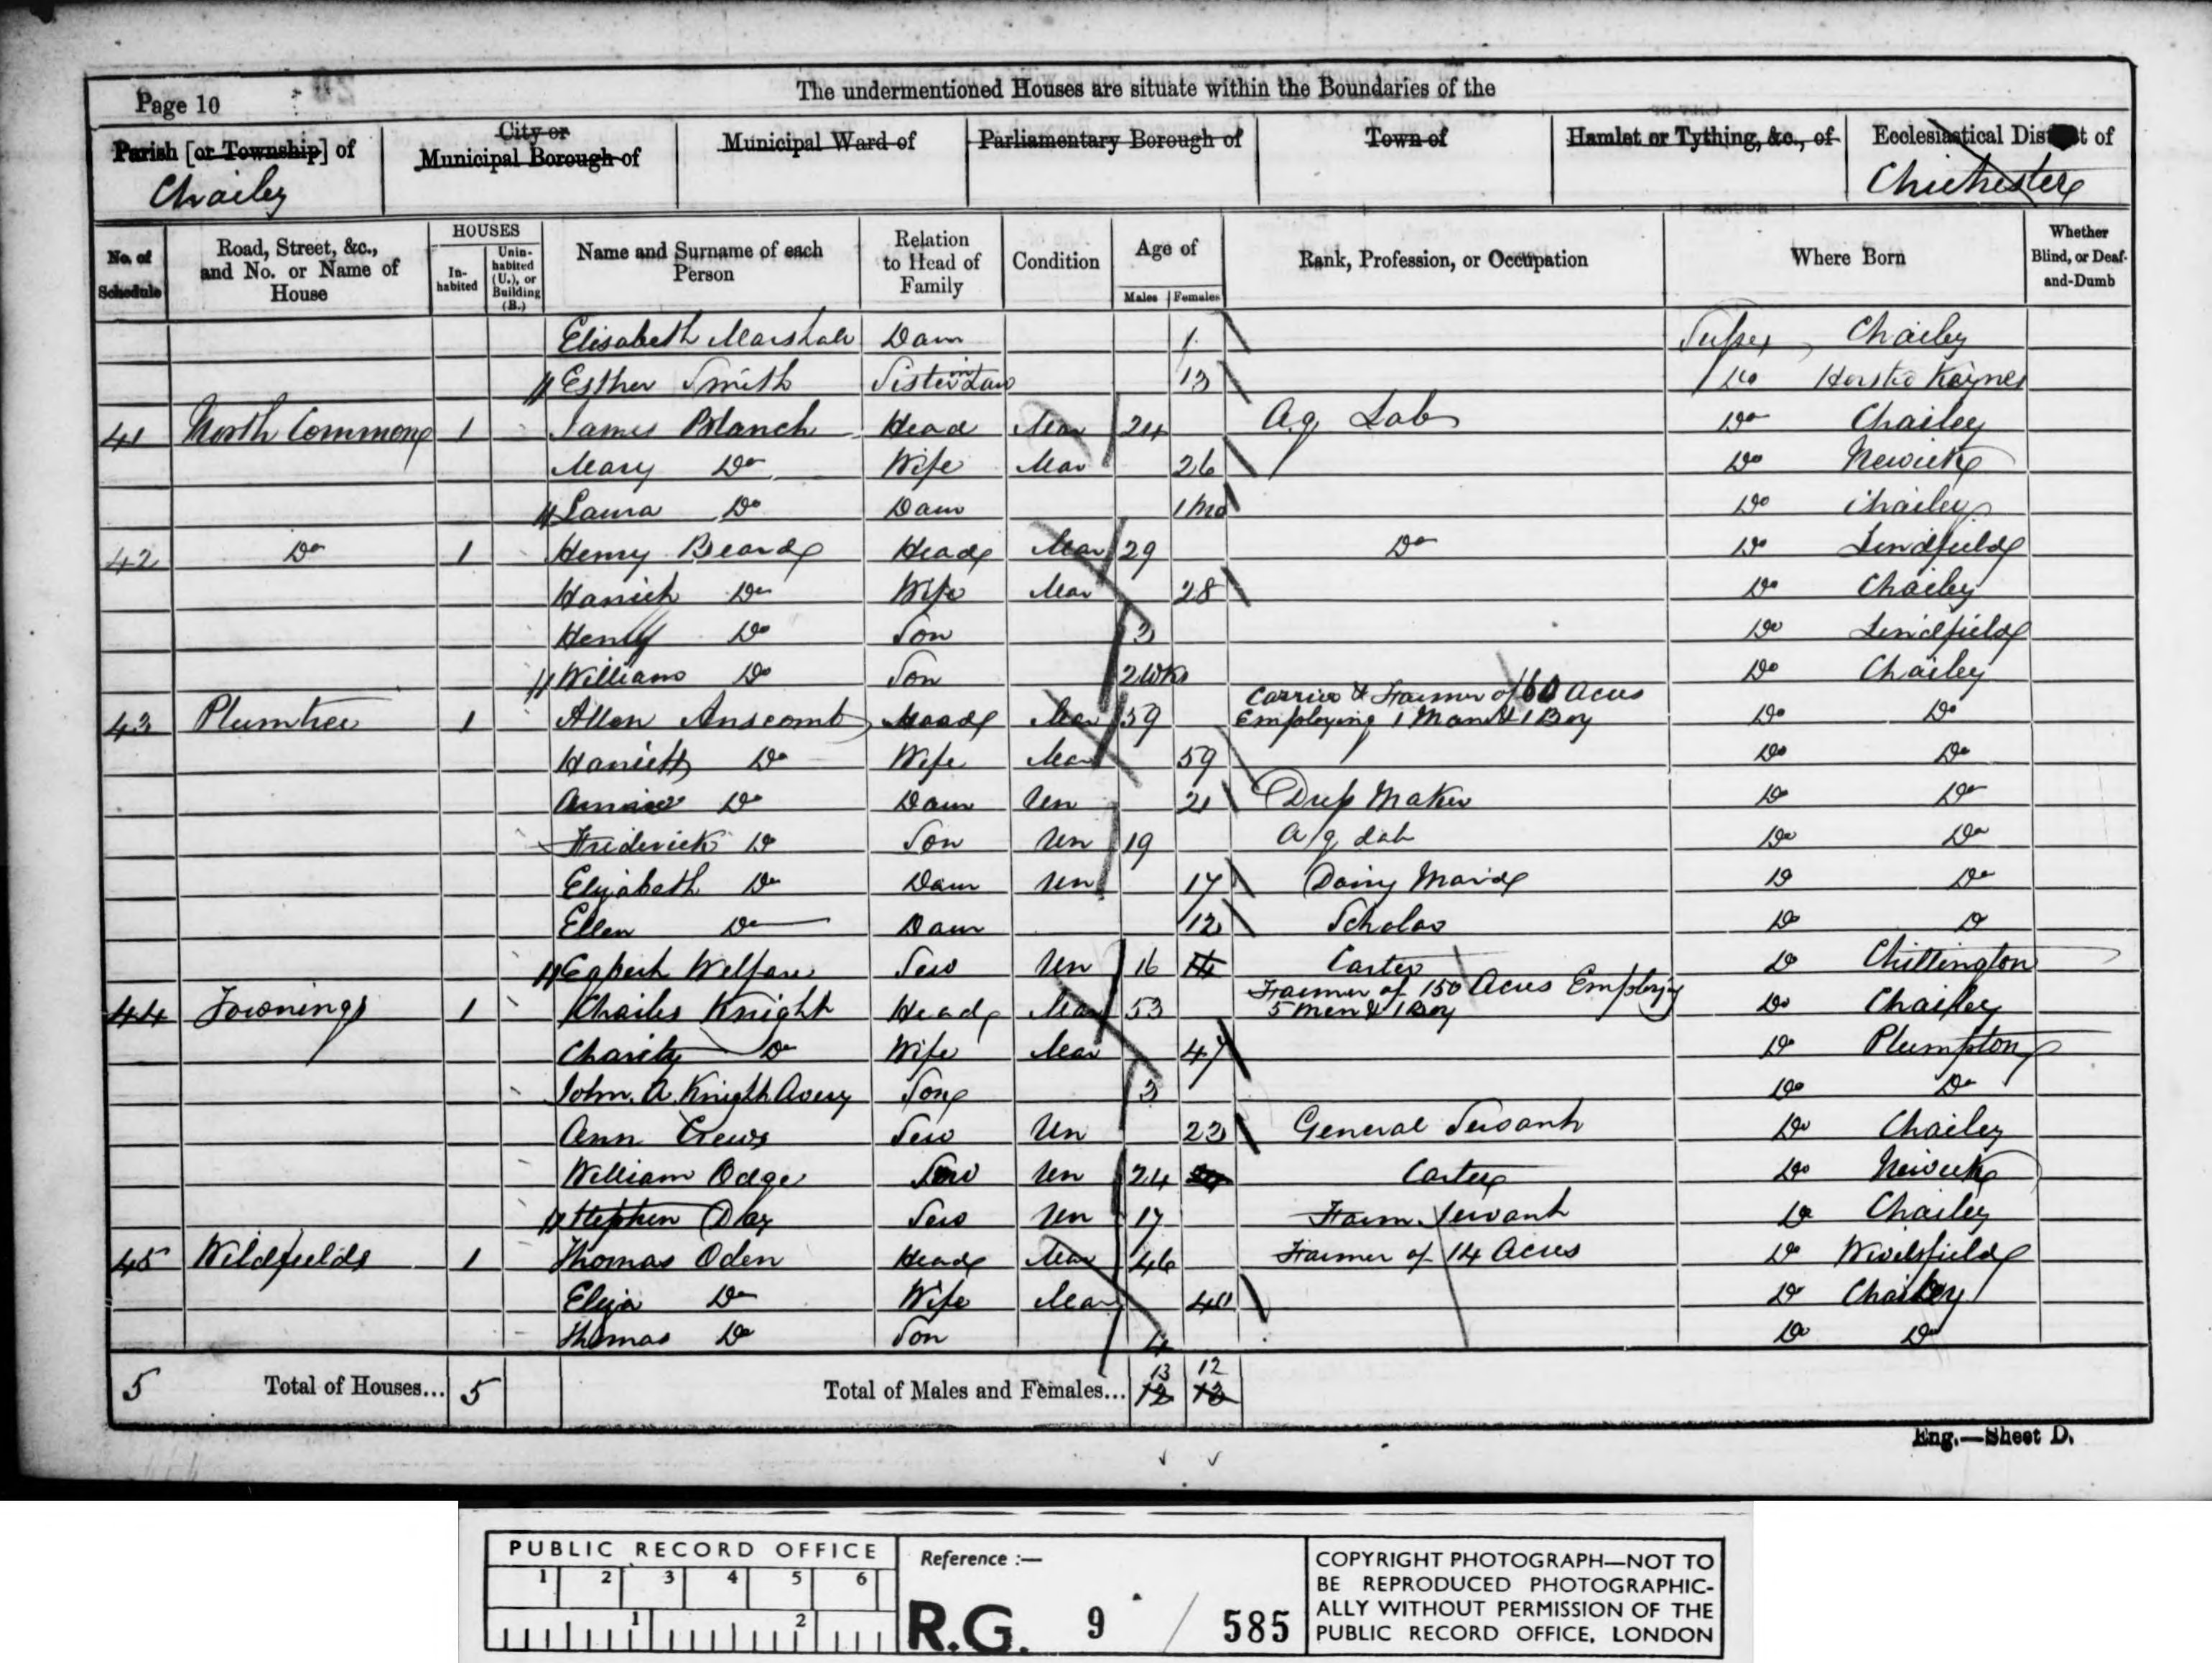 Page 10
The undermentioned Houses are situate within the Boundaries of the
Parish [or Township] of
Chailey
City or
Municipal Borough of
Municipal Ward of
Parliamentary Borough of
Town of
Hamlet or Tything, &c., of
Ecclesiastical District of
Chichester
No. of Schedule
Road, Street, &c., and No. or Name of House
HOUSES
In-habited
Unin-habited (U.), or Building (B.)
Name and Surname of each Person
Relation to Head of Family
Condition
Age of
Males Females
Rank, Profession, or Occupation
Where Born
Whether Blind, or Deaf-and-Dumb
Elisabeth Marshall Daur 1 Sussex Chailey
Esther Smith Sister in Law 13 Do Horsted Kaynes
41 North Common 1 James Blanch Head Mar 24 Ag Lab Do Chailey
Mary Do Wife Mar 26 Do Newick
Laura Do Daur 1 Mo Do Chailey
42 Do 1 Henry Beard Head Mar 29 Do Do Lindfield
Do Wife Mar 28 Do Chailey
Henry Do Son 3 Do Lindfield
William Do Son 2 Wks Do Chailey
43 Plumtree 1 Allen Anscomb Head Mar 59 Carrier & Farmer of 60 Acres
Employing 1 Man & 1 Boy Do Do
Harriett Do Wife Mar 59 Do Do
Do Daur Un 21 Dress Maker Do Do
Frederick Do Son Un 19 Ag Lab Do Do
Elizabeth Do Daur Un 17 Dairy Maid Do Do
Ellen Do Daur 12 Scholar Do Do
Egbert Welfare Serv Un 16 Carter Do Chiltington
44 Townings 1 Charles Knight Head Mar 53 Farmer of 150 Acres Employing
5 Men & 1 Boy Do Chailey
Charity Do Wife Mar 47 Do Plumpton
John. A. Knight Avery Son 3 Do Do
Ann Crews Serv Un 23 General Servant Do Chailey
William Odge Serv Un 24 Carter Do Newick
Stephen Day Serv Un 17 Farm Servant Do Chailey
45 Wildfields 1 Thomas Oden Head Mar 46 Farmer of 14 Acres Do Wivelsfield
Eliza Do Wife Mar 40 Do Chailey
Thomas Do Son 4 Do Do
5 Total of Houses... 5 Total of Males and Females... 13 12
12 13
Eng.—Sheet D.
PUBLIC RECORD OFFICE
1 2 3 4 5 6
1 2
Reference :—
R.G. 9 / 585
COPYRIGHT PHOTOGRAPH—NOT TO
BE REPRODUCED PHOTOGRAPHIC-
ALLY WITHOUT PERMISSION OF THE
PUBLIC RECORD OFFICE, LONDON